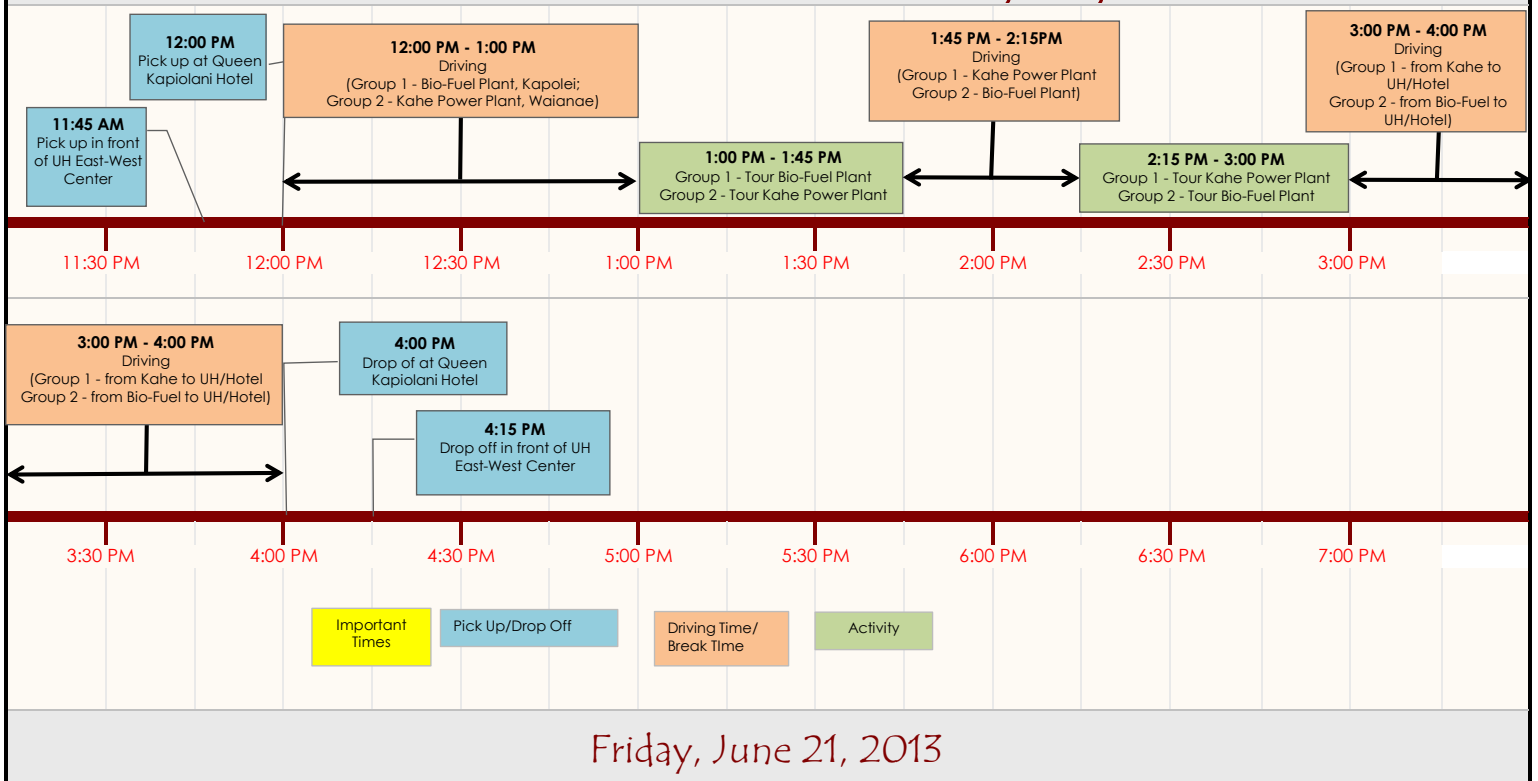 12:00 PM
Pick up at Queen
Kapiolani Hotel
12:00 PM - 1:00 PM
Driving
(Group 1 - Bio-Fuel Plant, Kapolei;
Group 2 - Kahe Power Plant, Waianae)
1:45 PM - 2:15PM
Driving
(Group 1 - Kahe Power Plant
Group 2 - Bio-Fuel Plant)
3:00 PM - 4:00 PM
Driving
(Group 1 - from Kahe to
UH/Hotel
Group 2 - from Bio-Fuel to
UH/Hotel)
11:45 AM
Pick up in front
of UH East-West
Center
1:00 PM - 1:45 PM
Group 1 - Tour Bio-Fuel Plant
Group 2 - Tour Kahe Power Plant
2:15 PM - 3:00 PM
Group 1 - Tour Kahe Power Plant
Group 2 - Tour Bio-Fuel Plant
11:30 PM
12:00 PM
12:30 PM
1:00 PM
1:30 PM
2:00 PM
2:30 PM
3:00 PM
3:00 PM - 4:00 PM
Driving
(Group 1 - from Kahe to UH/Hotel
Group 2 - from Bio-Fuel to UH/Hotel)
4:00 PM
Drop of at Queen
Kapiolani Hotel
4:15 PM
Drop off in front of UH
East-West Center
3:30 PM
4:00 PM
4:30 PM
5:00 PM
5:30 PM
6:00 PM
6:30 PM
7:00 PM
Important
Times
Pick Up/Drop Off
Driving Time/
Break TIme
Activity
Friday, June 21, 2013